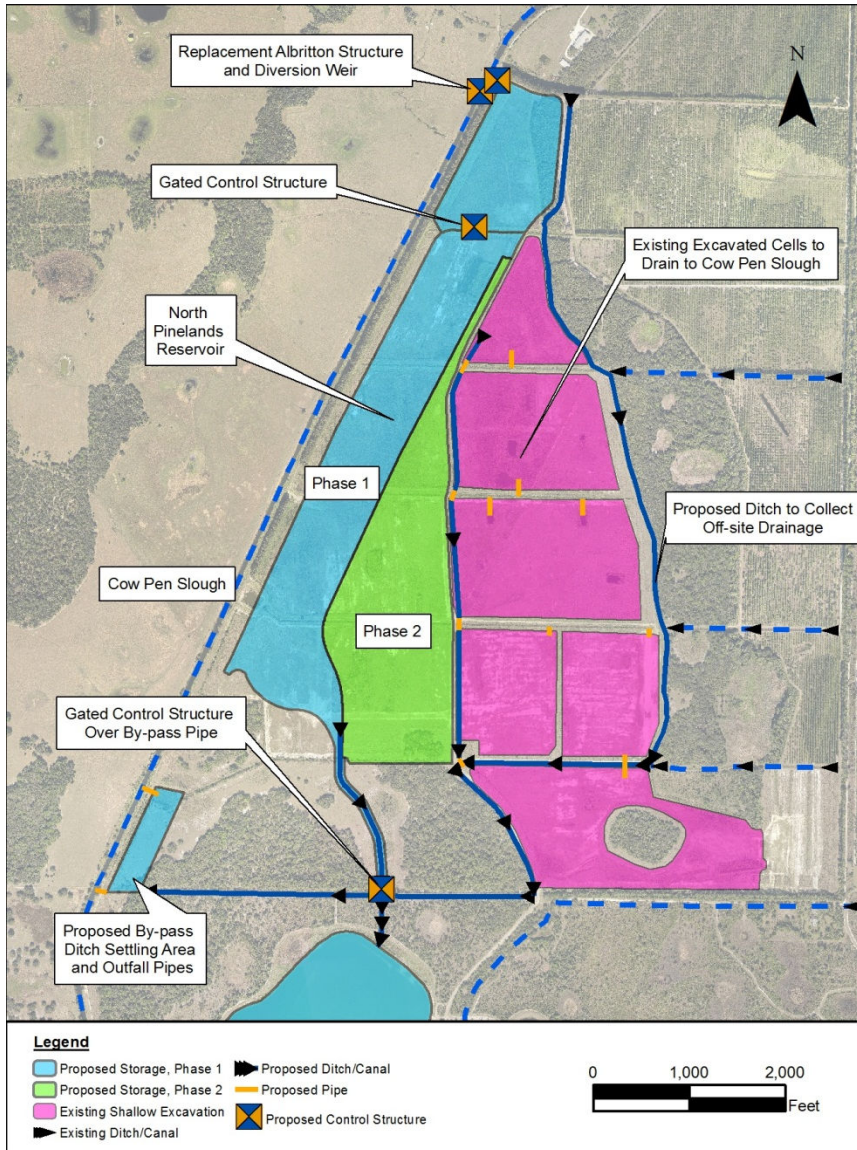 Replacement Albritton Structure
and Diversion Weir
N
Gated Control Structure
Existing Excavated Cells to
Drain to Cow Pen Slough
North
Pinelands
Reservoir
Phase 1
Proposed Ditch to Collect
Off-site Drainage
Cow Pen Slough
Phase 2
Gated Control Structure
Over By-pass Pipe
Proposed By-pass
Ditch Settling Area
and Outfall Pipes
Legend
Proposed Storage, Phase 1
Proposed Storage, Phase 2
Existing Shallow Excavation
Existing Ditch/Canal
Proposed Ditch/Canal
Proposed Pipe
Proposed Control Structure
0 1,000 2,000
Feet